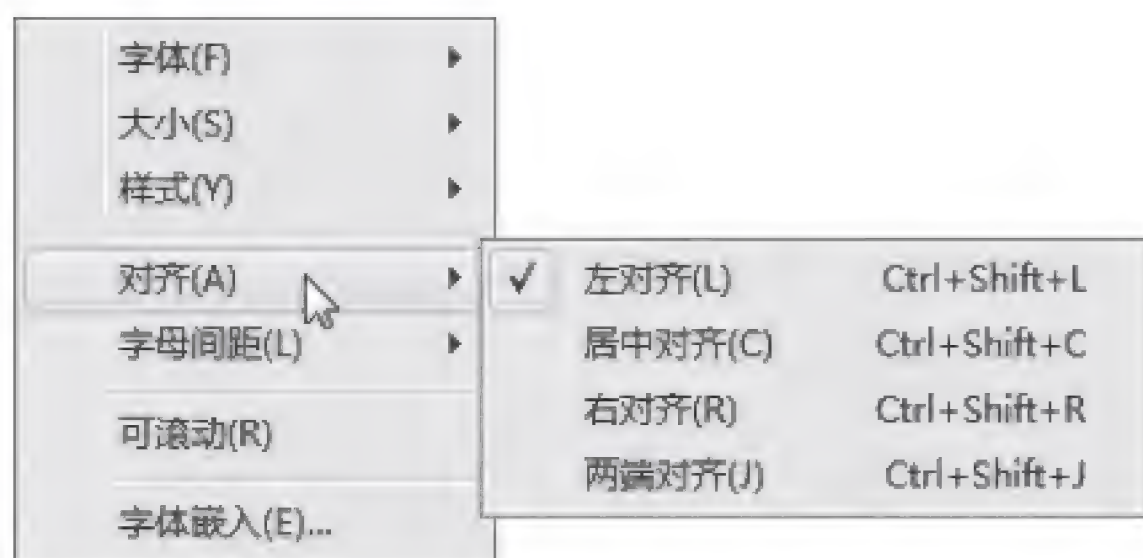 字体(F)
大小(S)
样式(Y)
对齐(A)
字母间距(L)
可滚动(R)
字体嵌入(E)...
左对齐(L) Ctrl+Shift+L
居中对齐(C) Ctrl+Shift+C
右对齐(R) Ctrl+Shift+R
两端对齐(J) Ctrl+Shift+J